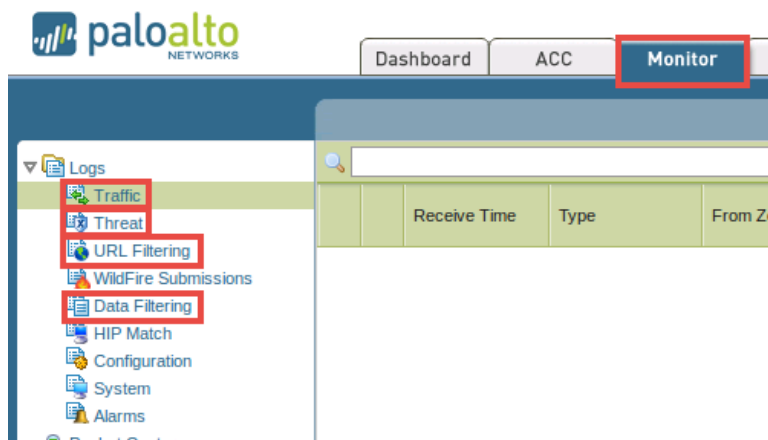 paloalto
NETWORKS
Dashboard ACC Monitor
Logs
Traffic
Threat
URL Filtering
WildFire Submissions
Data Filtering
HIP Match
Configuration
System
Alarms
Receive Time Type From Z